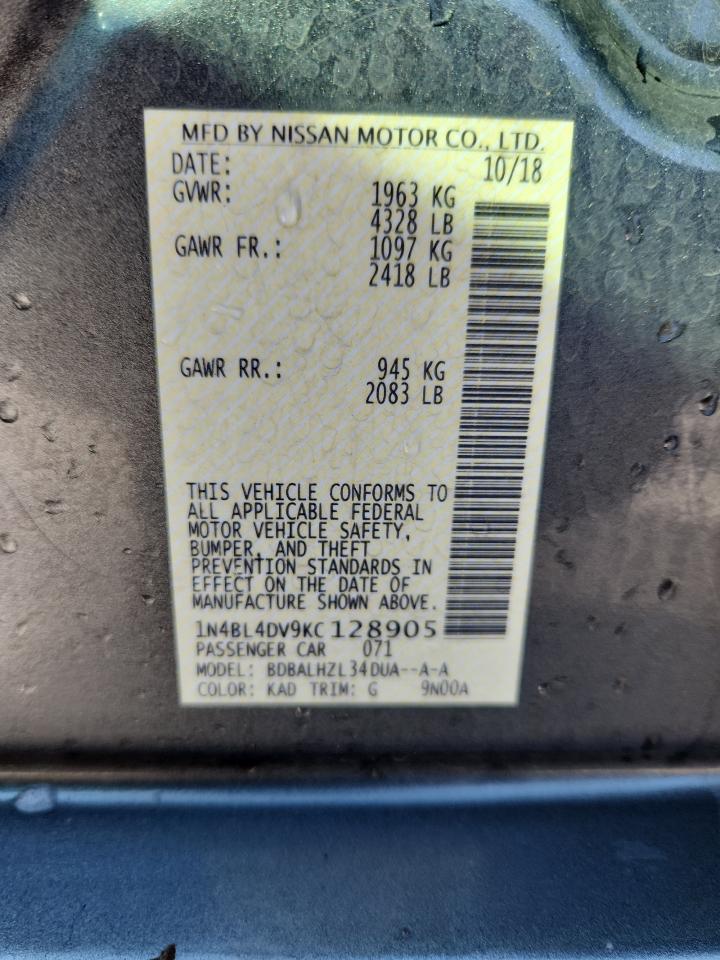 MFD BY NISSAN MOTOR CO., LTD.
DATE: 10/18
GVWR: 1963 KG
4328 LB
GAWR FR.: 1097 KG
2418 LB
GAWR RR.: 945 KG
2083 LB
THIS VEHICLE CONFORMS TO
ALL APPLICABLE FEDERAL
MOTOR VEHICLE SAFETY,
BUMPER, AND THEFT
PREVENTION STANDARDS IN
EFFECT ON THE DATE OF
MANUFACTURE SHOWN ABOVE.
1N4BL4DV9KC128905
PASSENGER CAR 071
MODEL: BDBALHZL34DUA--A-A
COLOR: KAD TRIM: G 9N00A